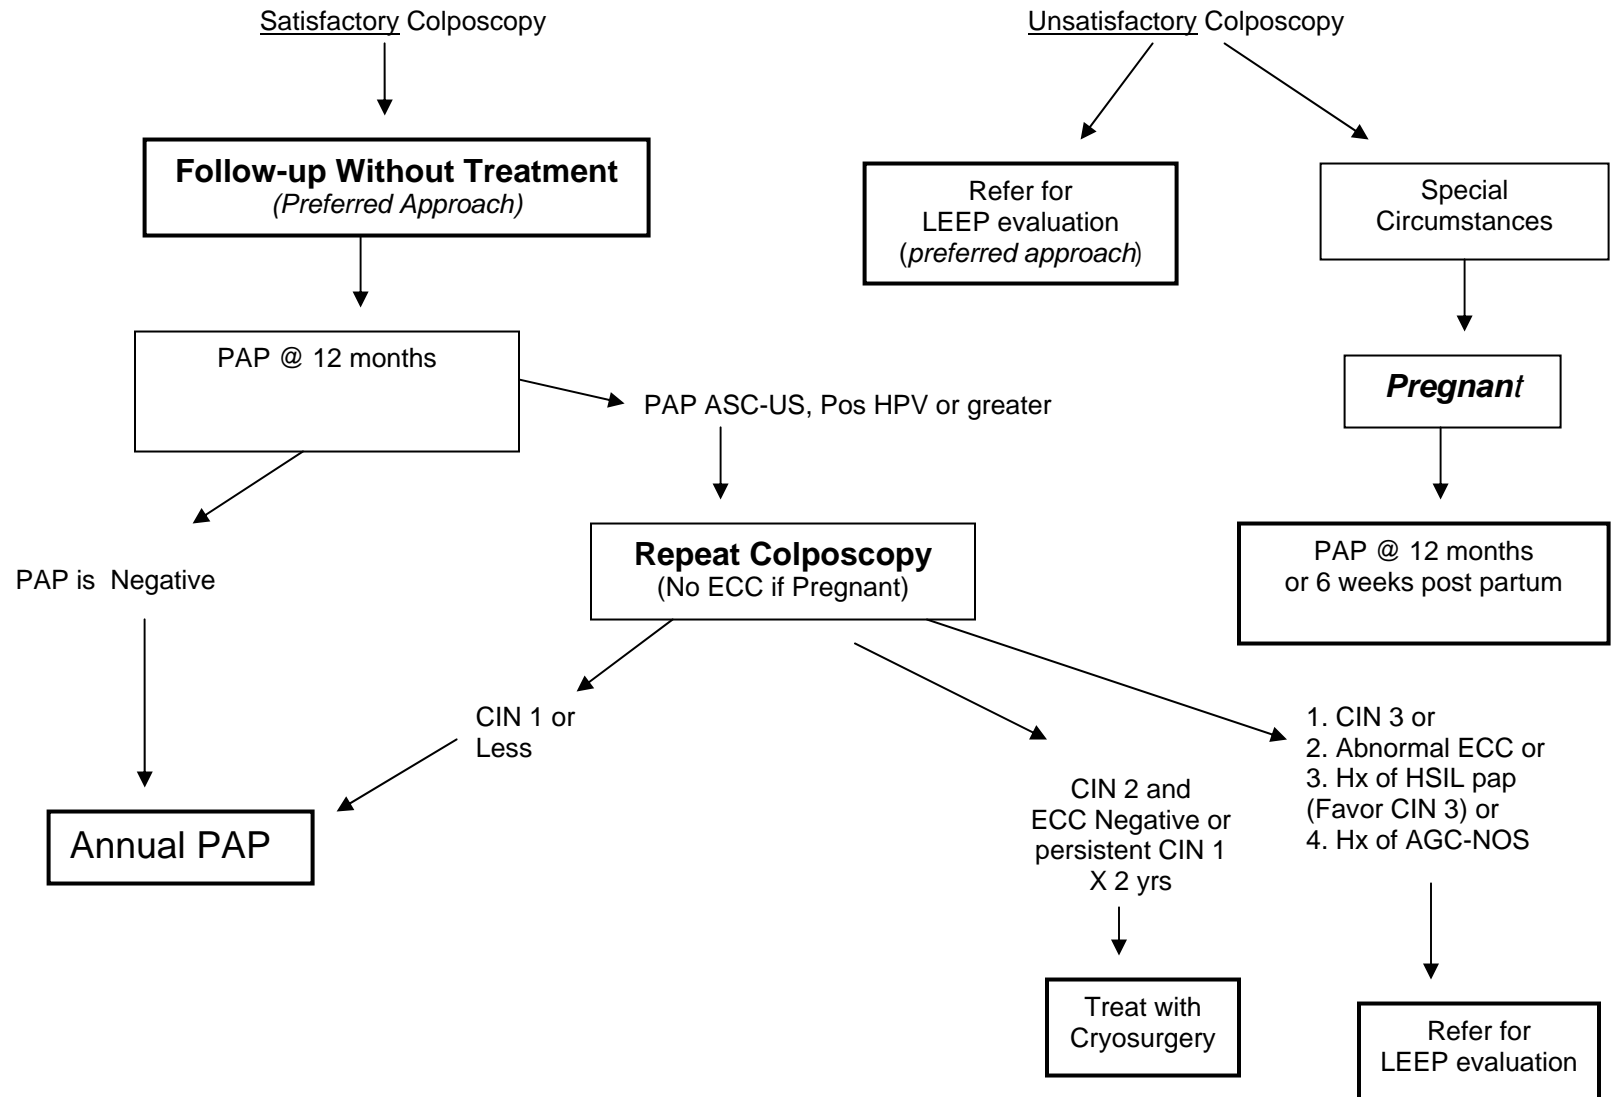 Satisfactory Colposcopy
Unsatisfactory Colposcopy
Follow-up Without Treatment
(Preferred Approach)
Refer for
LEEP evaluation
(preferred approach)
Special
Circumstances
PAP @ 12 months
PAP ASC-US, Pos HPV or greater
Pregnant
PAP is Negative
Repeat Colposcopy
(No ECC if Pregnant)
PAP @ 12 months
or 6 weeks post partum
CIN 1 or
Less
CIN 2 and
ECC Negative or
persistent CIN 1
X 2 yrs
1. CIN 3 or
2. Abnormal ECC or
3. Hx of HSIL pap
(Favor CIN 3) or
4. Hx of AGC-NOS
Annual PAP
Treat with
Cryosurgery
Refer for
LEEP evaluation